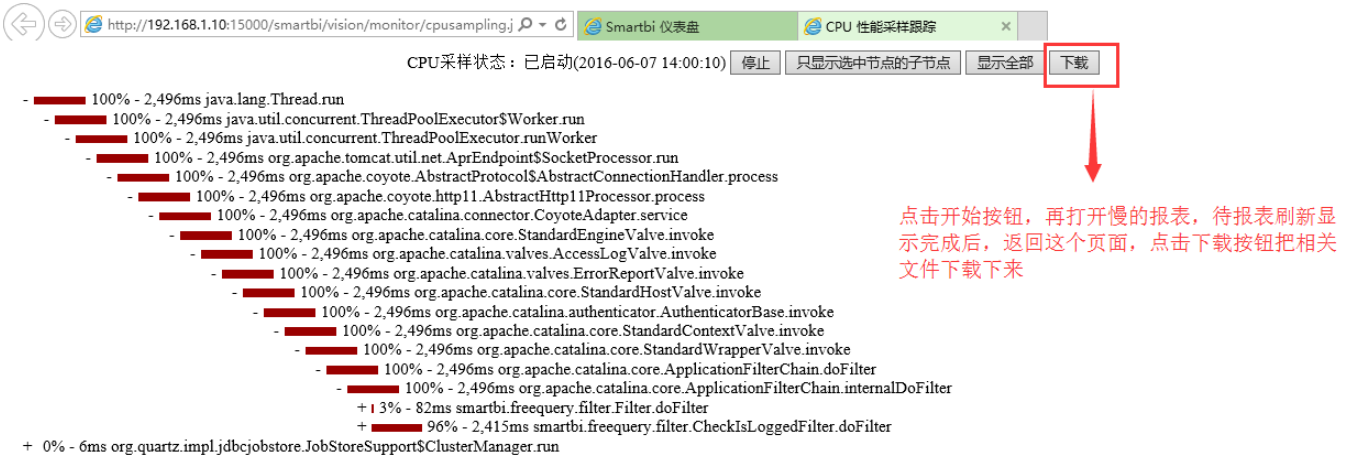 http://192.168.1.10:15000/smartbi/vision/monitor/cpusampling.j
Smartbi 仪表盘
CPU 性能采样跟踪
CPU采样状态：已启动(2016-06-07 14:00:10) 停止 只显示选中节点的子节点 显示全部 下载
- 100% - 2,496ms java.lang.Thread.run
- 100% - 2,496ms java.util.concurrent.ThreadPoolExecutor$Worker.run
- 100% - 2,496ms java.util.concurrent.ThreadPoolExecutor.runWorker
- 100% - 2,496ms org.apache.tomcat.util.net.AprEndpoint$SocketProcessor.run
- 100% - 2,496ms org.apache.coyote.AbstractProtocol$AbstractConnectionHandler.process
- 100% - 2,496ms org.apache.coyote.http11.AbstractHttp11Processor.process
- 100% - 2,496ms org.apache.catalina.connector.CoyoteAdapter.service
- 100% - 2,496ms org.apache.catalina.core.StandardEngineValve.invoke
- 100% - 2,496ms org.apache.catalina.valves.AccessLogValve.invoke
- 100% - 2,496ms org.apache.catalina.valves.ErrorReportValve.invoke
- 100% - 2,496ms org.apache.catalina.core.StandardHostValve.invoke
- 100% - 2,496ms org.apache.catalina.authenticator.AuthenticatorBase.invoke
- 100% - 2,496ms org.apache.catalina.core.StandardContextValve.invoke
- 100% - 2,496ms org.apache.catalina.core.StandardWrapperValve.invoke
- 100% - 2,496ms org.apache.catalina.core.ApplicationFilterChain.doFilter
- 100% - 2,496ms org.apache.catalina.core.ApplicationFilterChain.internalDoFilter
+ 3% - 82ms smartbi.freequery.filter.Filter.doFilter
+ 96% - 2,415ms smartbi.freequery.filter.CheckIsLoggedFilter.doFilter
+ 0% - 6ms org.quartz.impl.jdbcjobstore.JobStoreSupport$ClusterManager.run
点击开始按钮，再打开慢的报表，待报表刷新显
示完成后，返回这个页面，点击下载按钮把相关
文件下载下来